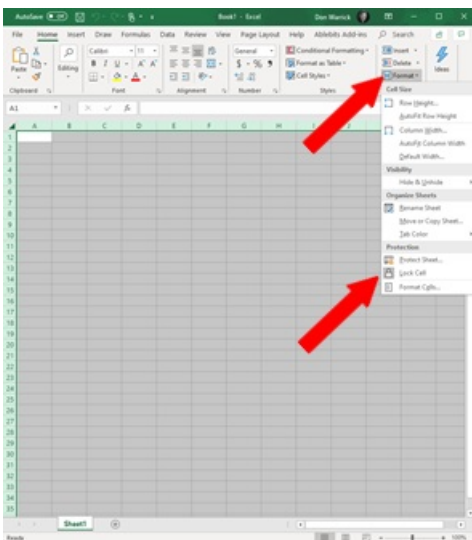 AutoSave Off Book1 - Excel Dan Warrick
File Home Insert Draw Formulas Data Review View Page Layout Help Ablebits Add-ins Search
Paste Editing Calibri 11 General Conditional Formatting Insert
B I U $ % 9 Format as Table Delete
Cell Styles Format Ideas
Clipboard Font Alignment Number Styles
A1 fx
A B C D E F G H I J
1
2
3
4
5
6
7
8
9
10
11
12
13
14
15
16
17
18
19
20
21
22
23
24
25
26
27
28
29
30
31
32
33
34
35
Cell Size
Row Height...
AutoFit Row Height
Column Width...
AutoFit Column Width
Default Width...
Visibility
Hide & Unhide
Organize Sheets
Rename Sheet
Move or Copy Sheet...
Tab Color
Protection
Protect Sheet...
Lock Cell
Format Cells...
Sheet1
Ready 100%